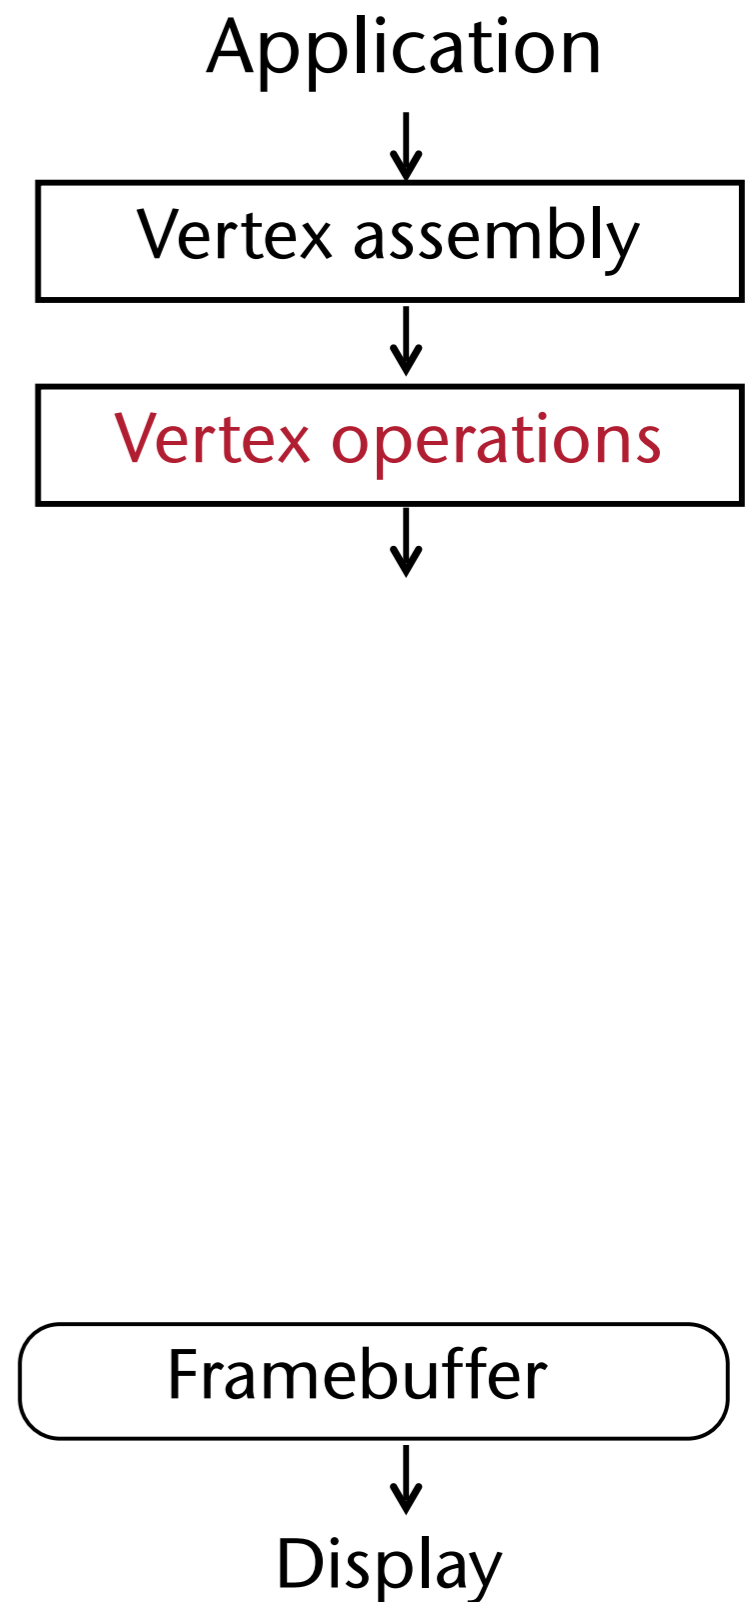 Application
Vertex assembly
Vertex operations
Framebuffer
Display